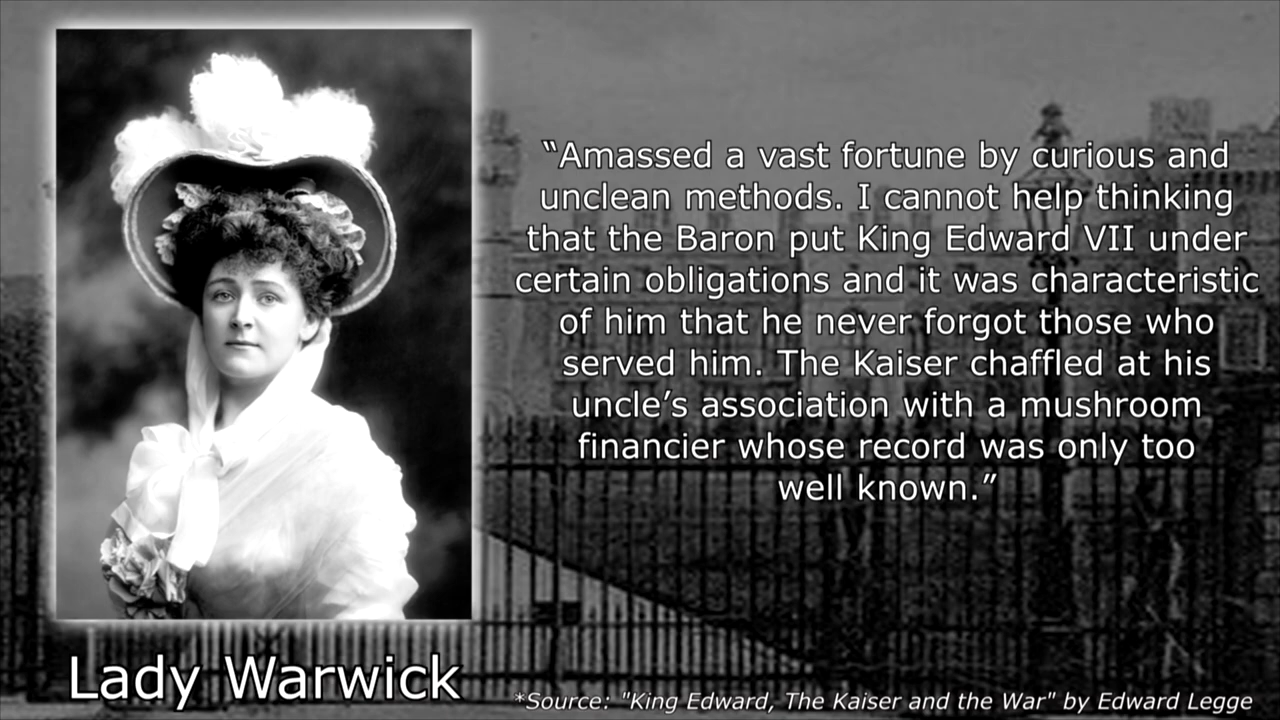 “Amassed a vast fortune by curious and
unclean methods. I cannot help thinking
that the Baron put King Edward VII under
certain obligations and it was characteristic
of him that he never forgot those who
served him. The Kaiser chaffled at his
uncle’s association with a mushroom
financier whose record was only too
well known.”
Lady Warwick
*Source: "King Edward, The Kaiser and the War" by Edward Legge